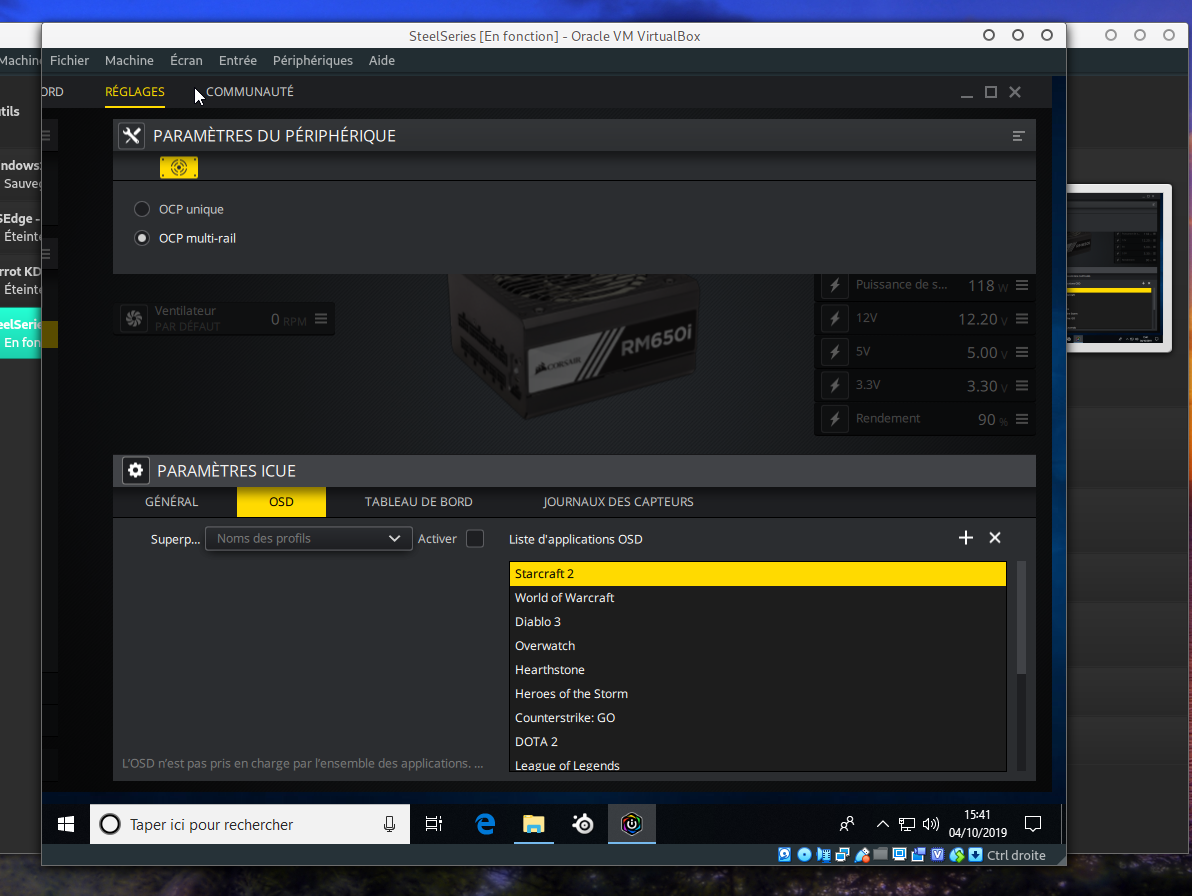 SteelSeries [En fonction] - Oracle VM VirtualBox
Machine
Fichier Machine Écran Entrée Périphériques Aide
ORD RÉGLAGES COMMUNAUTÉ
tils
PARAMÈTRES DU PÉRIPHÉRIQUE
ndows
Sauveg
OCP unique
SEdge -
Éteinte
OCP multi-rail
rrot KD
Éteinte
Puissance de s... 118 W
Ventilateur
PAR DÉFAUT
0 RPM
12V 12.20 V
eelSerie
En fon
CORSAIR RM650i
5V 5.00 V
3.3V 3.30 V
Rendement 90 %
PARAMÈTRES ICUE
GÉNÉRAL OSD TABLEAU DE BORD JOURNAUX DES CAPTEURS
Superp... Noms des profils Activer Liste d'applications OSD
Starcraft 2
World of Warcraft
Diablo 3
Overwatch
Hearthstone
Heroes of the Storm
Counterstrike: GO
DOTA 2
League of Legends
L'OSD n'est pas pris en charge par l'ensemble des applications. ...
Taper ici pour rechercher
15:41
04/10/2019
Ctrl droite